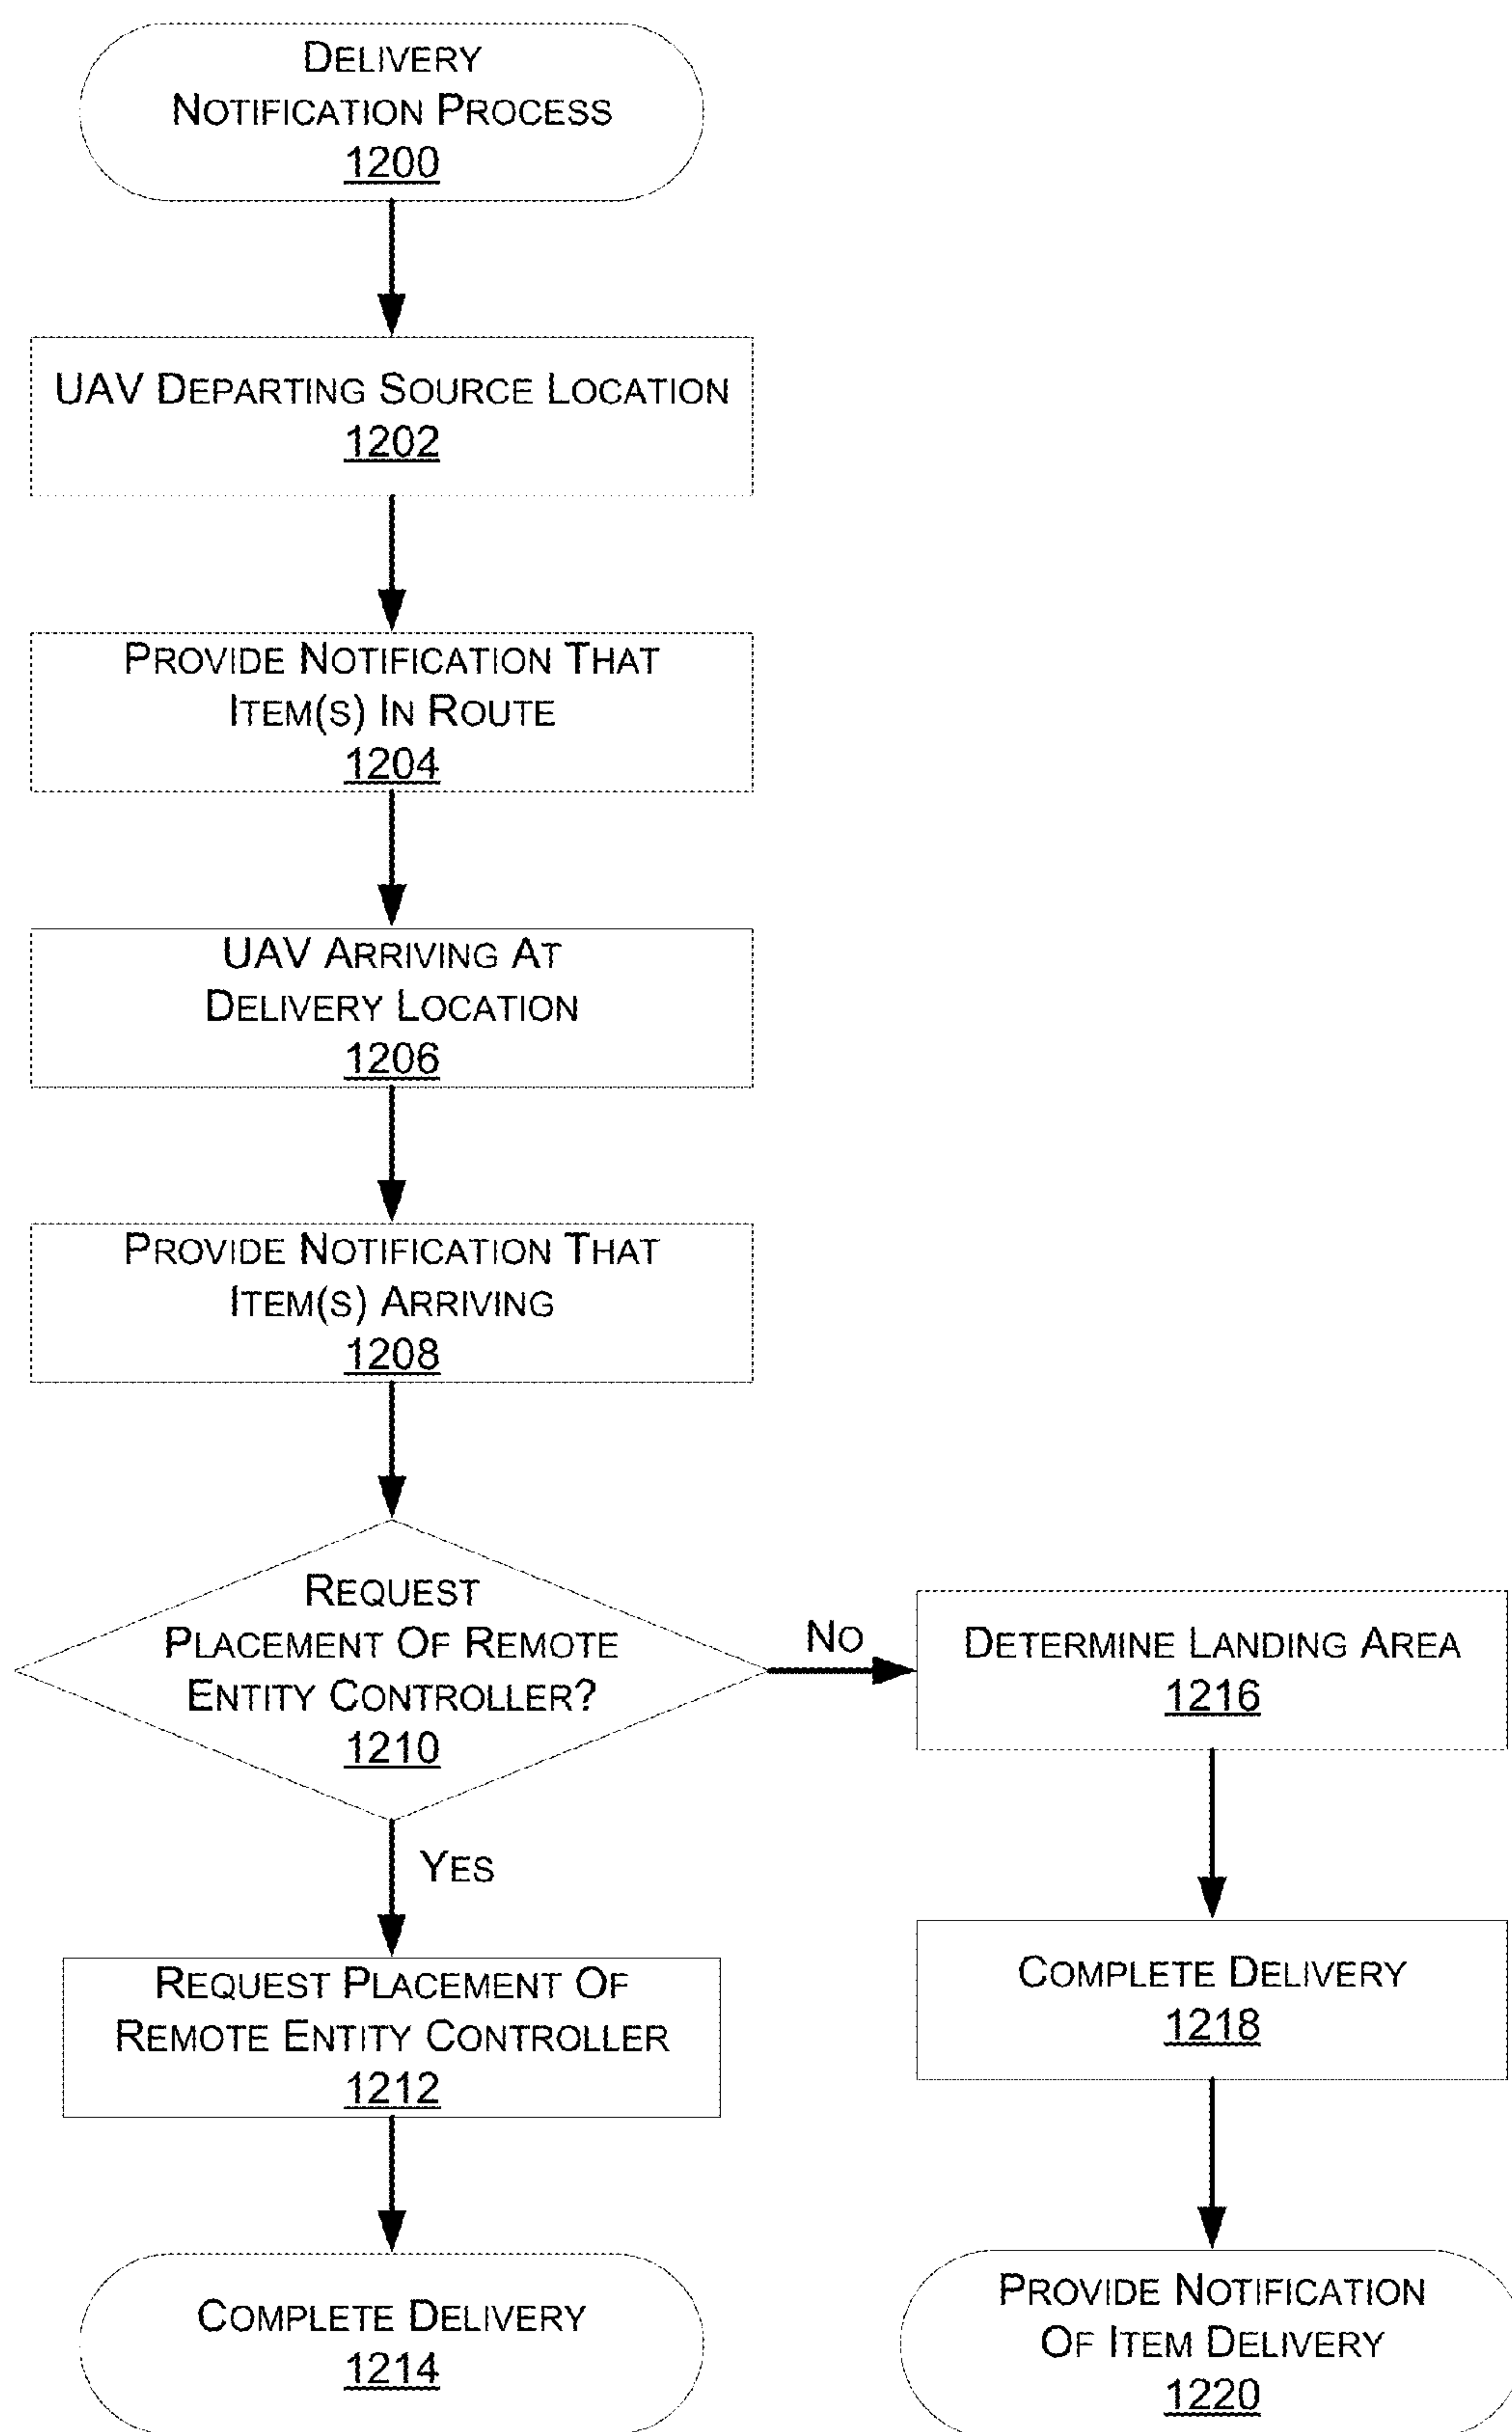 DELIVERY
NOTIFICATION PROCESS
1200
UAV DEPARTING SOURCE LOCATION
1202
PROVIDE NOTIFICATION THAT
ITEM(S) IN ROUTE
1204
UAV ARRIVING AT
DELIVERY LOCATION
1206
PROVIDE NOTIFICATION THAT
ITEM(S) ARRIVING
1208
REQUEST
PLACEMENT OF REMOTE
ENTITY CONTROLLER?
1210
NO
DETERMINE LANDING AREA
1216
YES
REQUEST PLACEMENT OF
REMOTE ENTITY CONTROLLER
1212
COMPLETE DELIVERY
1218
COMPLETE DELIVERY
1214
PROVIDE NOTIFICATION
OF ITEM DELIVERY
1220